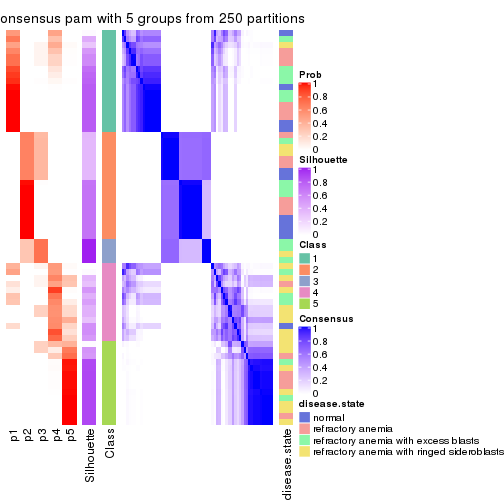 onsensus pam with 5 groups from 250 partitions
Prob
1
0.8
0.6
0.4
0.2
0
Silhouette
1
0.8
0.6
0.4
0.2
0
Class
1
2
3
4
5
Consensus
1
0.8
0.6
0.4
0.2
0
disease.state
normal
refractory anemia
refractory anemia with excess blasts
refractory anemia with ringed sideroblasts
p1
p2
p3
p4
p5
Silhouette
Class
disease.state